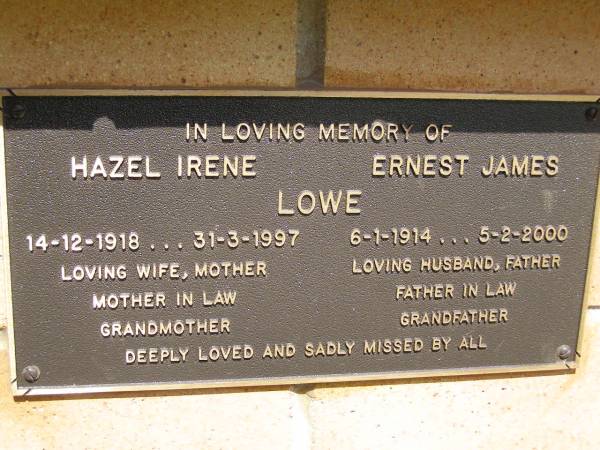 IN LOVING MEMORY OF
HAZEL IRENE ERNEST JAMES
LOWE
14-12-1918 ... 31-3-1997 6-1-1914 ... 5-2-2000
LOVING WIFE, MOTHER LOVING HUSBAND, FATHER
MOTHER IN LAW FATHER IN LAW
GRANDMOTHER GRANDFATHER
DEEPLY LOVED AND SADLY MISSED BY ALL